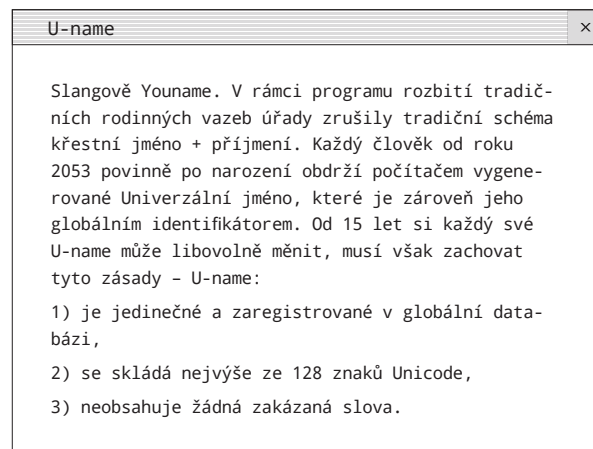 U-name ×
Slangově Youname. V rámci programu rozbití tradič-
ních rodinných vazeb úřady zrušily tradiční schéma
křestní jméno + příjmení. Každý člověk od roku
2053 povinně po narození obdrží počítačem vygene-
rované Univerzální jméno, které je zároveň jeho
globálním identifikátorem. Od 15 let si každý své
U-name může libovolně měnit, musí však zachovat
tyto zásady – U-name:
1) je jedinečné a zaregistrované v globální data-
bázi,
2) se skládá nejvýše ze 128 znaků Unicode,
3) neobsahuje žádná zakázaná slova.